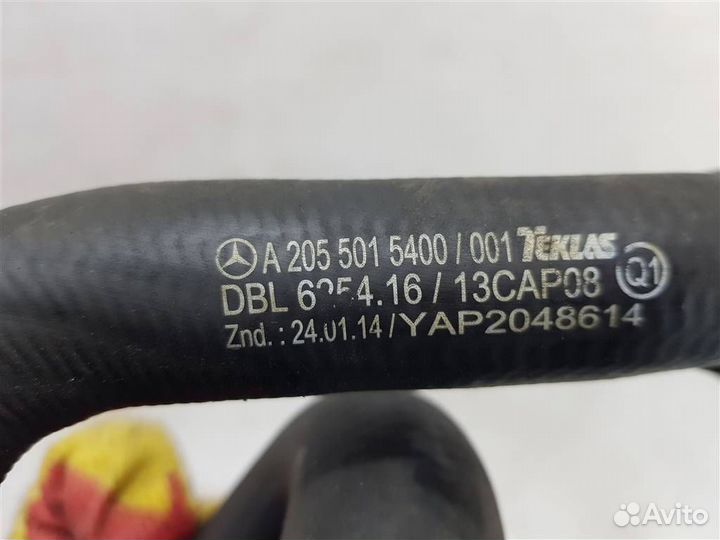 A 205 501 5400 / 001 TEKLAS
DBL 6254.16 / 13CAP08 Q1
Znd. : 24.01.14 / YAP2048614
Avito